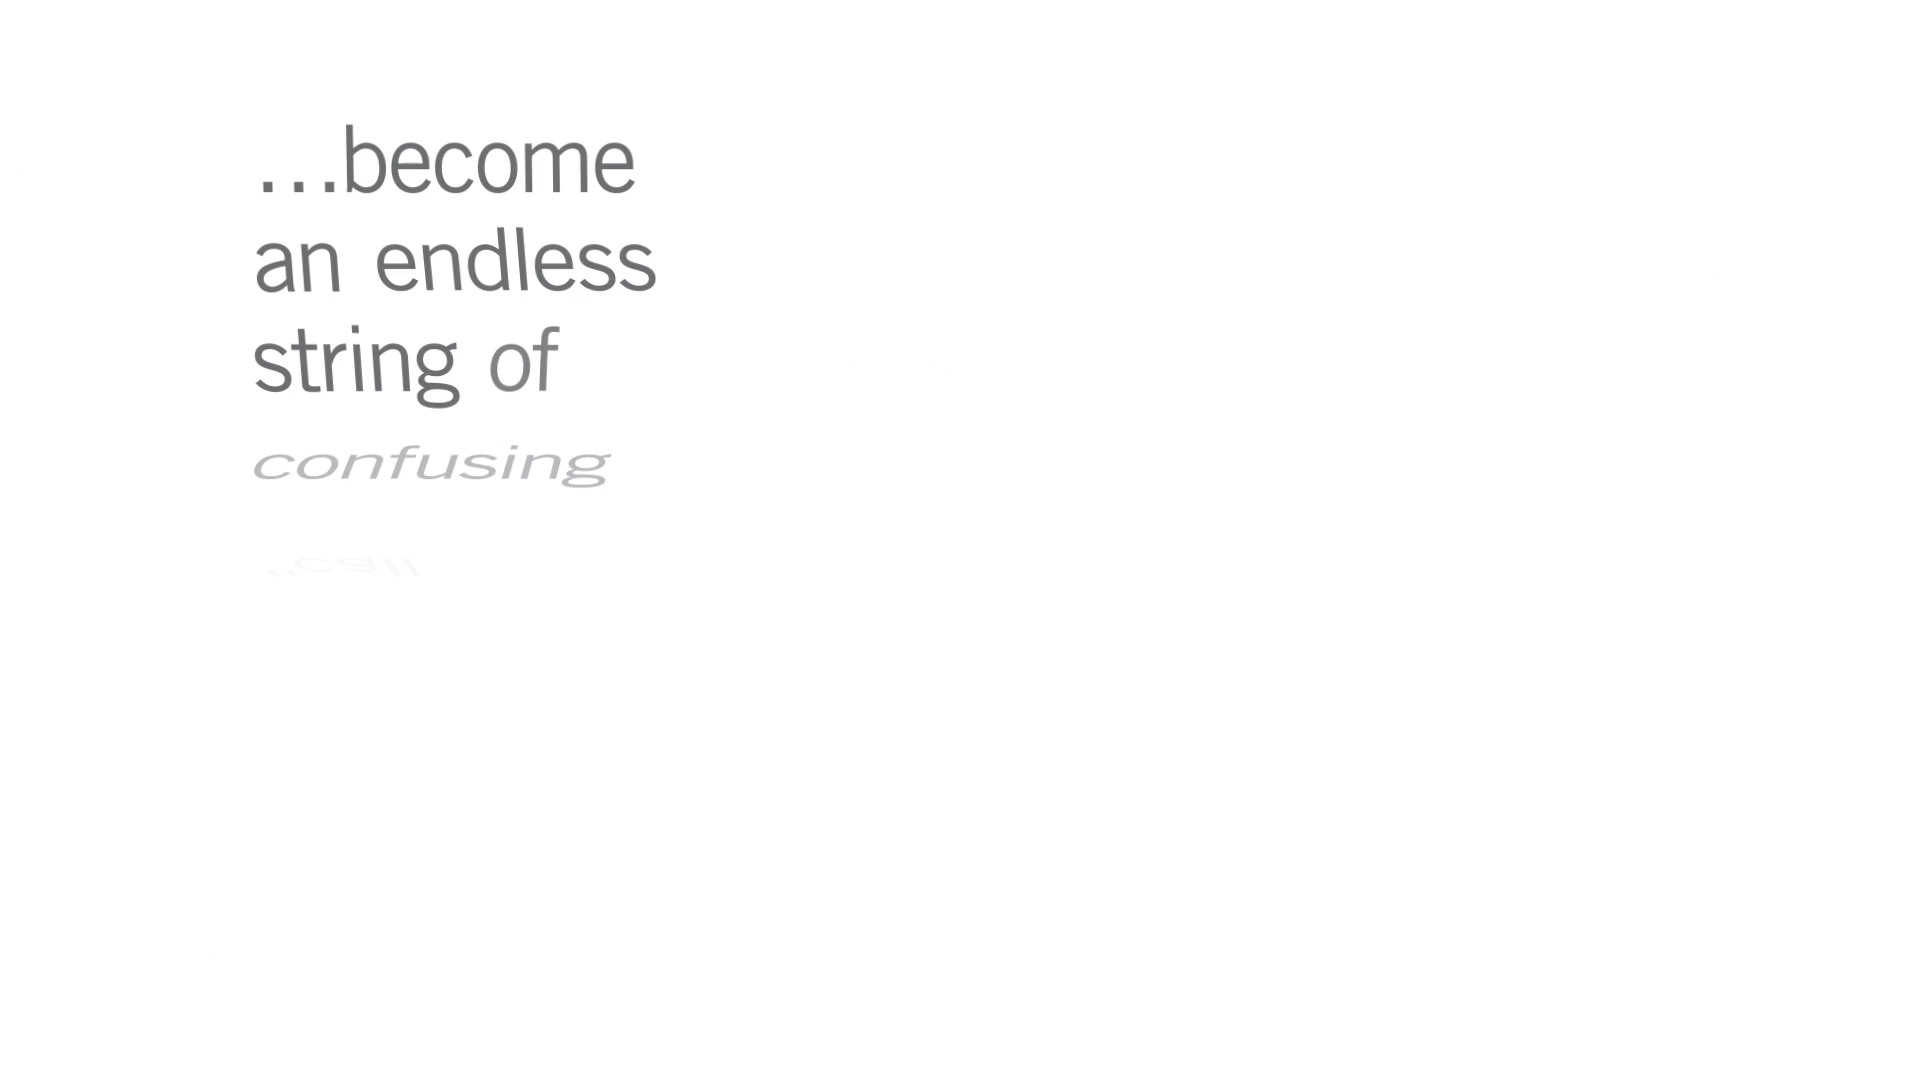 …become
an endless
string of
confusing